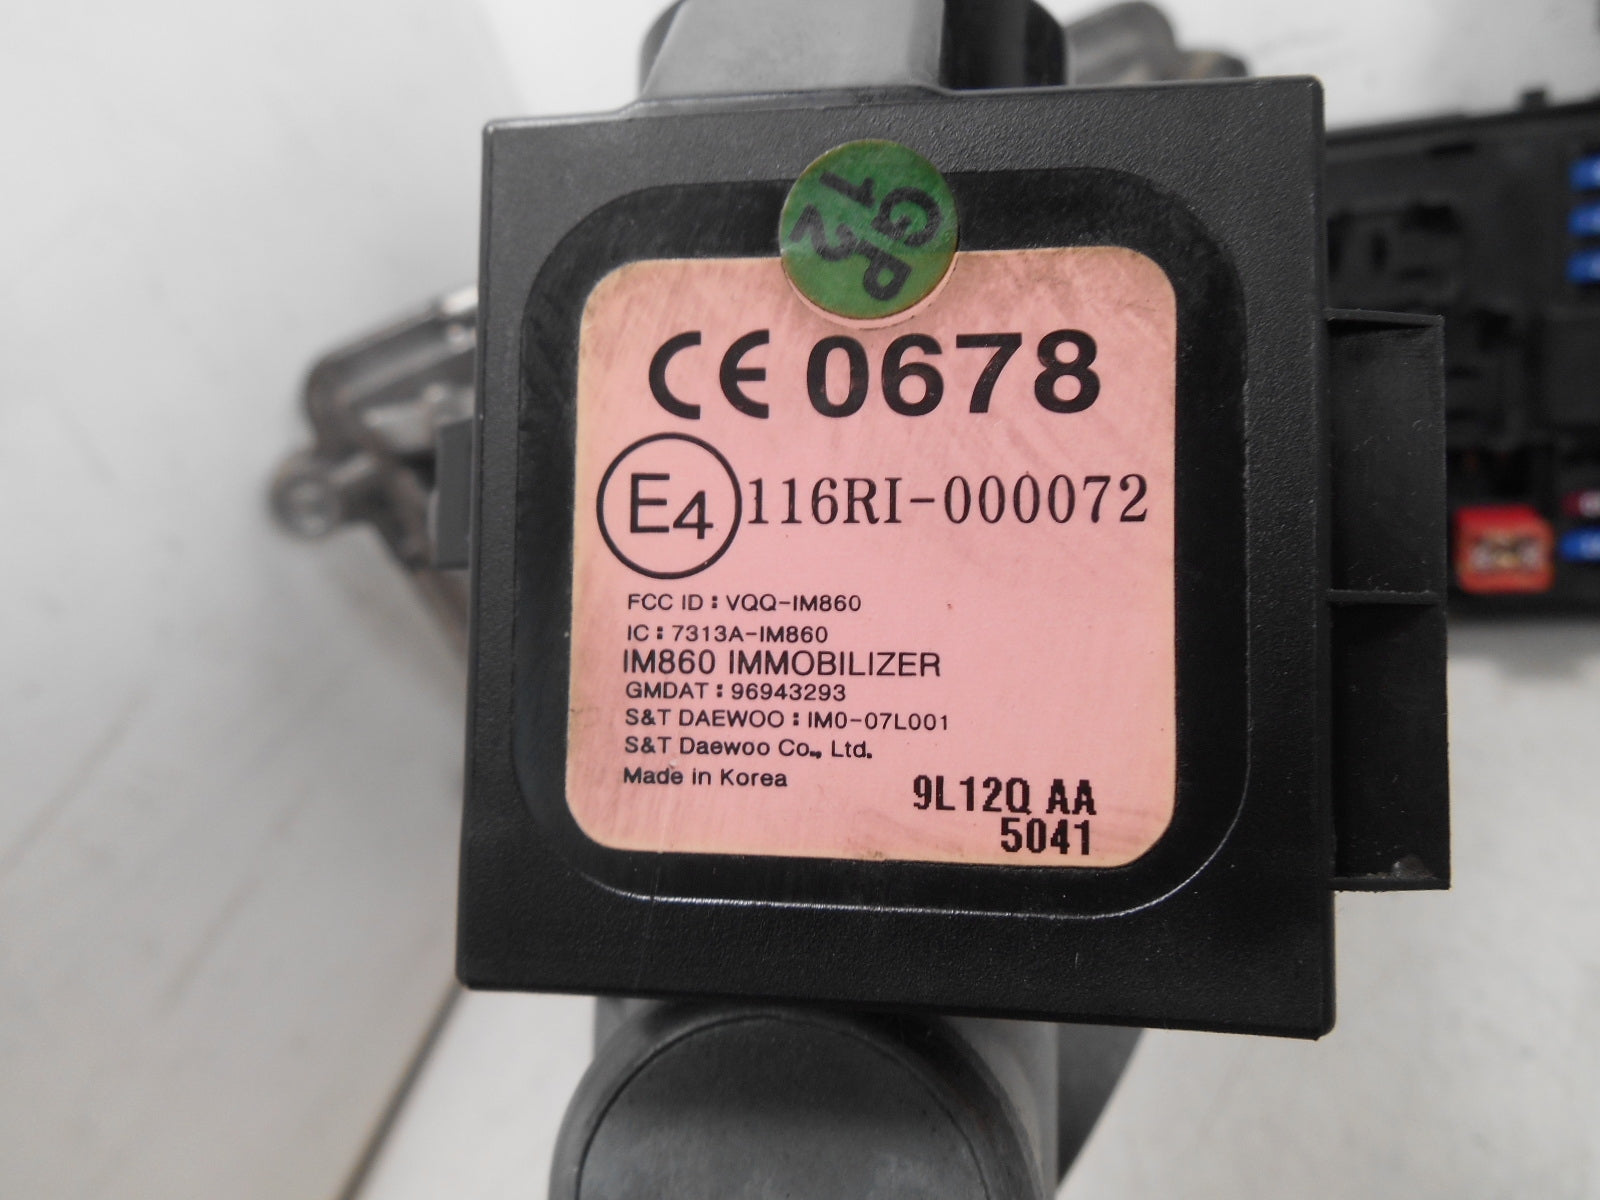 GP
12
CE 0678
E4 116RI-000072
FCC ID : VQQ-IM860
IC : 7313A-IM860
IM860 IMMOBILIZER
GMDAT : 96943293
S&T DAEWOO : IM0-07L001
S&T Daewoo Co., Ltd.
Made in Korea
9L12Q AA
5041